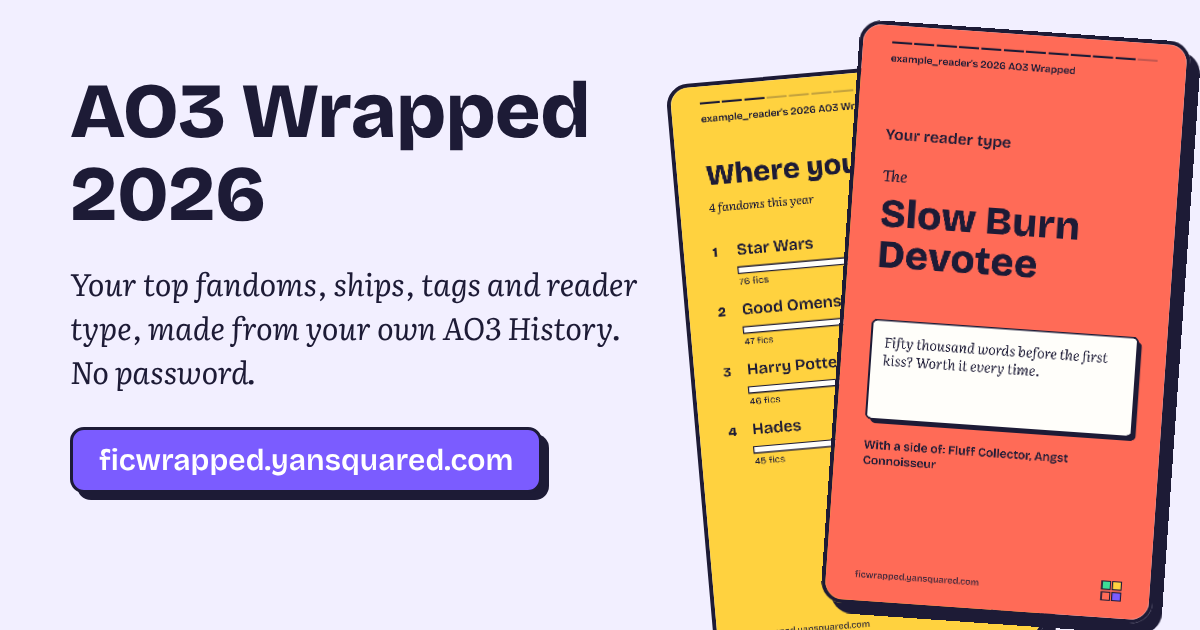 AO3 Wrapped
2026
Your top fandoms, ships, tags and reader
type, made from your own AO3 History.
No password.
ficwrapped.yansquared.com
example_reader's 2026 AO3 Wr
Where you
4 fandoms this year
1 Star Wars
76 fics
2 Good Omens
47 fics
3 Harry Potte
46 fics
4 Hades
45 fics
yansquared.com
example_reader's 2026 AO3 Wrapped
Your reader type
The
Slow Burn
Devotee
Fifty thousand words before the first
kiss? Worth it every time.
With a side of: Fluff Collector, Angst
Connoisseur
ficwrapped.yansquared.com